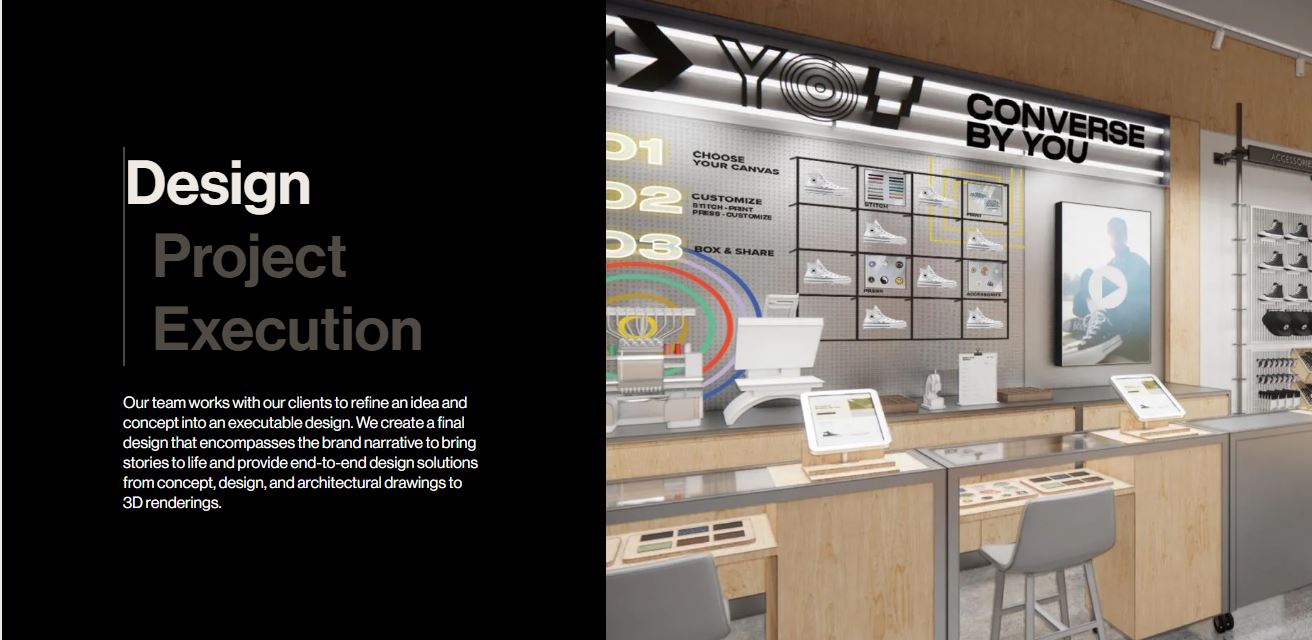 Design
Project
Execution
Our team works with our clients to refine an idea and
concept into an executable design. We create a final
design that encompasses the brand narrative to bring
stories to life and provide end-to-end design solutions
from concept, design, and architectural drawings to
3D renderings.
YOU
CONVERSE
BY YOU
01
CHOOSE
YOUR CANVAS
02
CUSTOMIZE
STITCH - PRINT
PRESS - CUSTOMIZE
03
BOX & SHARE
STITCH
PRINT
PRESS
ACCESSORIES
ACCESSORIE